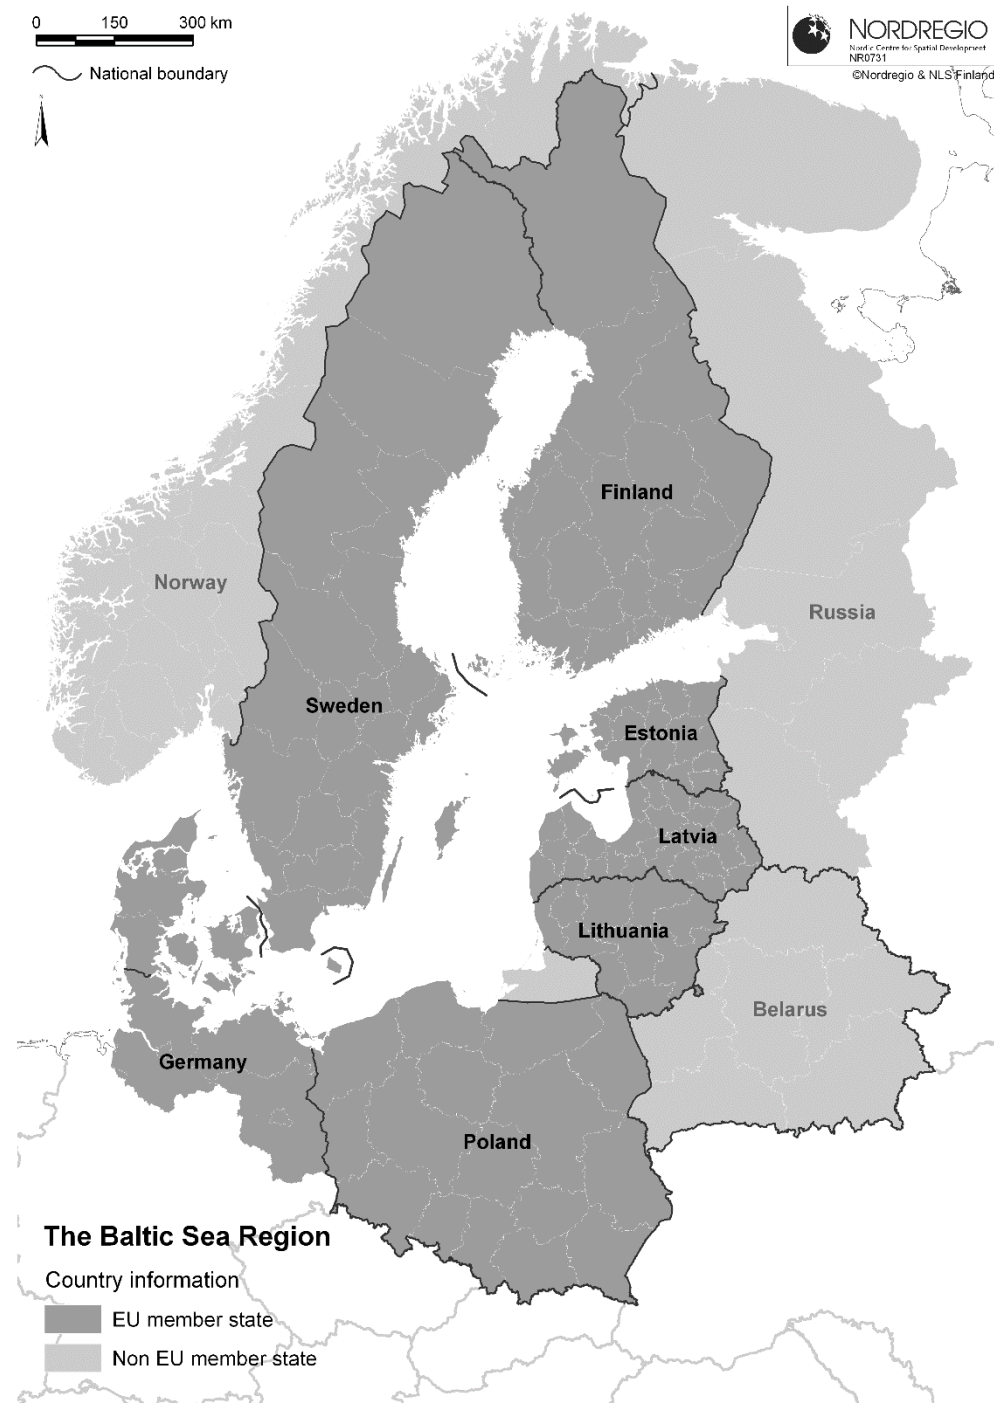 0 150 300 km
National boundary
N
NORDREGIO
Nordic Centre for Spatial Development
NR0731
©Nordregio & NLS Finland
Finland
Norway
Russia
Sweden
Estonia
Latvia
Lithuania
Belarus
Germany
Poland
The Baltic Sea Region
Country information
EU member state
Non EU member state